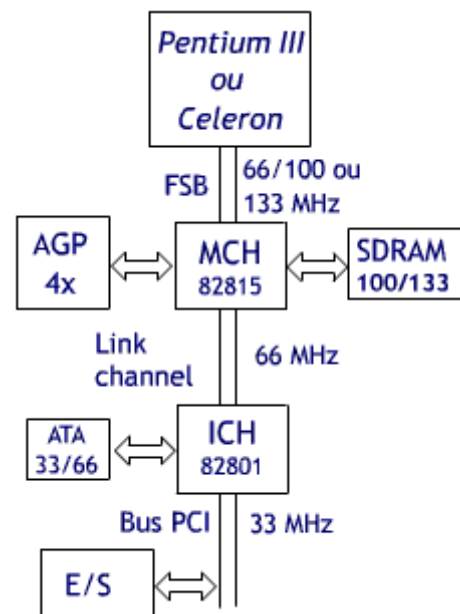 Pentium III
ou
Celeron
FSB
66/100 ou
133 MHz
AGP
4x
MCH
82815
SDRAM
100/133
Link
channel
66 MHz
ATA
33/66
ICH
82801
Bus PCI
33 MHz
E/S